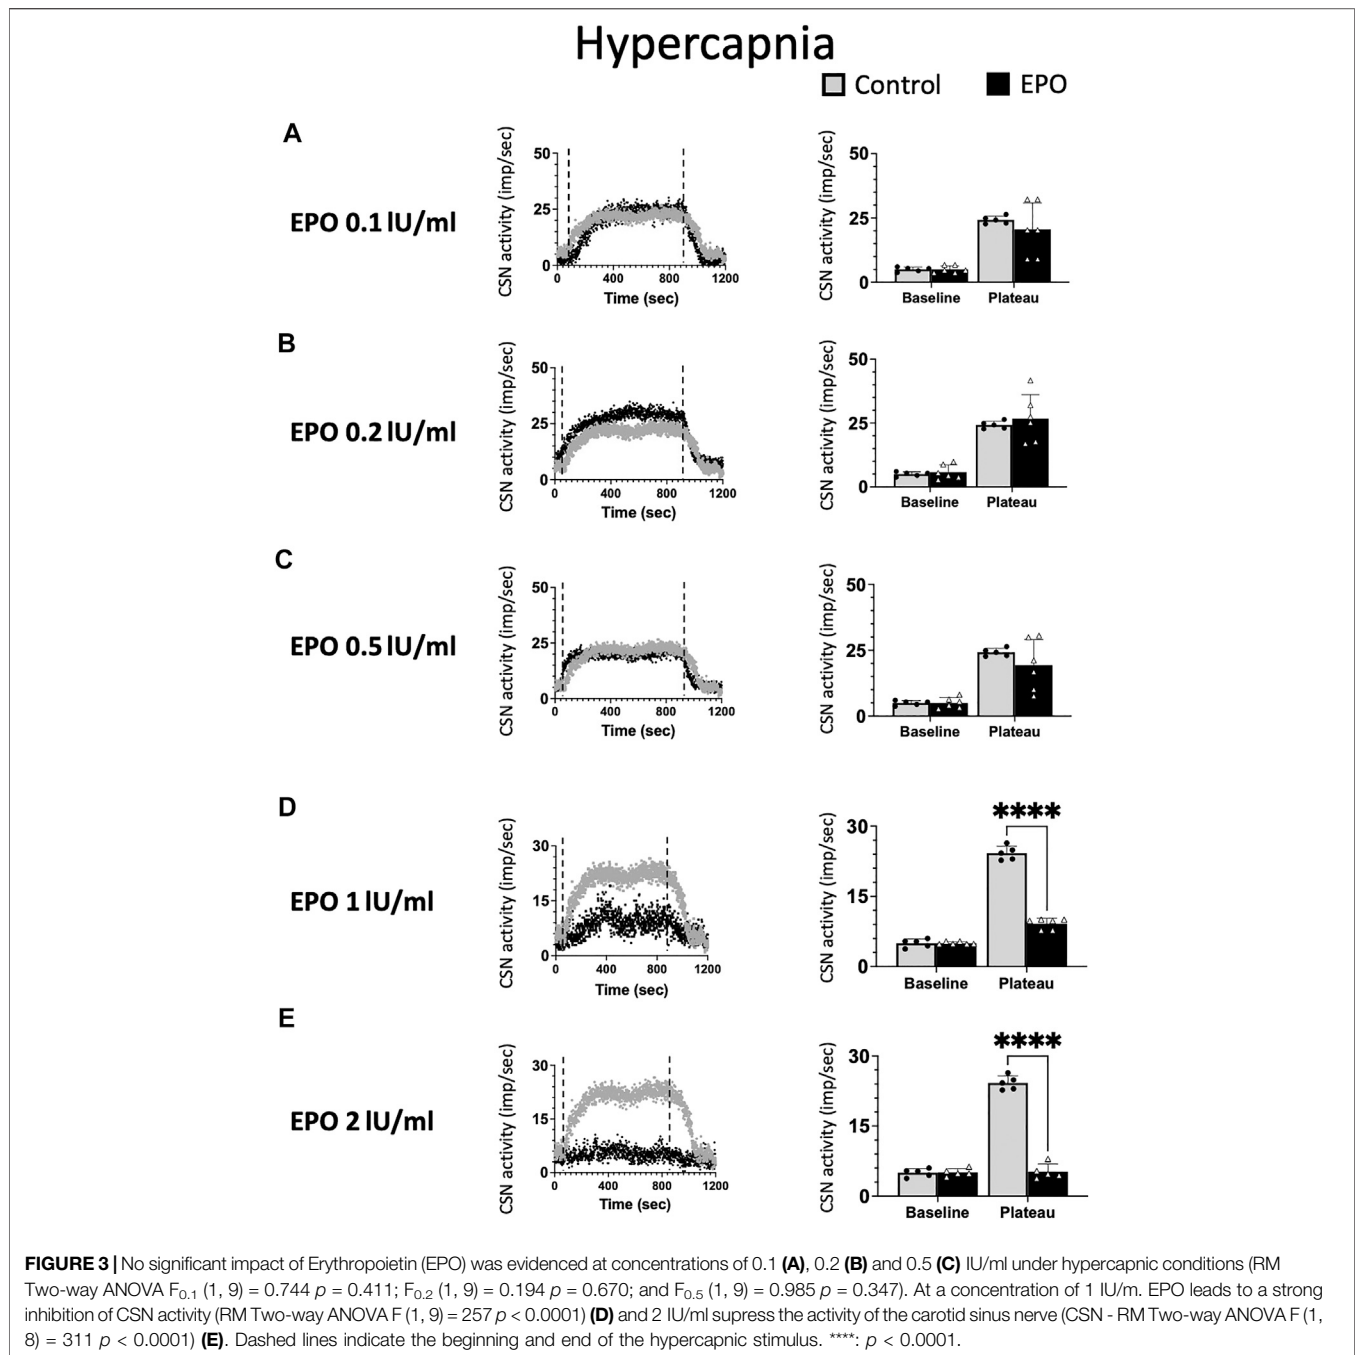 Hypercapnia
Control EPO
A
EPO 0.1 lU/ml
CSN activity (imp/sec)
50
25
0
0 400 800 1200
Time (sec)
CSN activity (imp/sec)
50
25
0
Baseline Plateau
B
EPO 0.2 lU/ml
CSN activity (imp/sec)
50
25
0
0 400 800 1200
Time (sec)
CSN activity (imp/sec)
50
25
0
Baseline Plateau
C
EPO 0.5 lU/ml
CSN activity (imp/sec)
50
25
0
0 400 800 1200
Time (sec)
CSN activity (imp/sec)
50
25
0
Baseline Plateau
D
EPO 1 lU/ml
CSN activity (imp/sec)
30
15
0
0 400 800 1200
Time (sec)
CSN activity (imp/sec)
30
15
0
****
Baseline Plateau
E
EPO 2 lU/ml
CSN activity (imp/sec)
30
15
0
0 400 800 1200
Time (sec)
CSN activity (imp/sec)
30
15
0
****
Baseline Plateau
FIGURE 3 | No significant impact of Erythropoietin (EPO) was evidenced at concentrations of 0.1 (A), 0.2 (B) and 0.5 (C) IU/ml under hypercapnic conditions (RM
Two-way ANOVA F0.1 (1, 9) = 0.744 p = 0.411; F0.2 (1, 9) = 0.194 p = 0.670; and F0.5 (1, 9) = 0.985 p = 0.347). At a concentration of 1 IU/m. EPO leads to a strong
inhibition of CSN activity (RM Two-way ANOVA F (1, 9) = 257 p < 0.0001) (D) and 2 IU/ml supress the activity of the carotid sinus nerve (CSN - RM Two-way ANOVA F (1,
8) = 311 p < 0.0001) (E). Dashed lines indicate the beginning and end of the hypercapnic stimulus. ****: p < 0.0001.